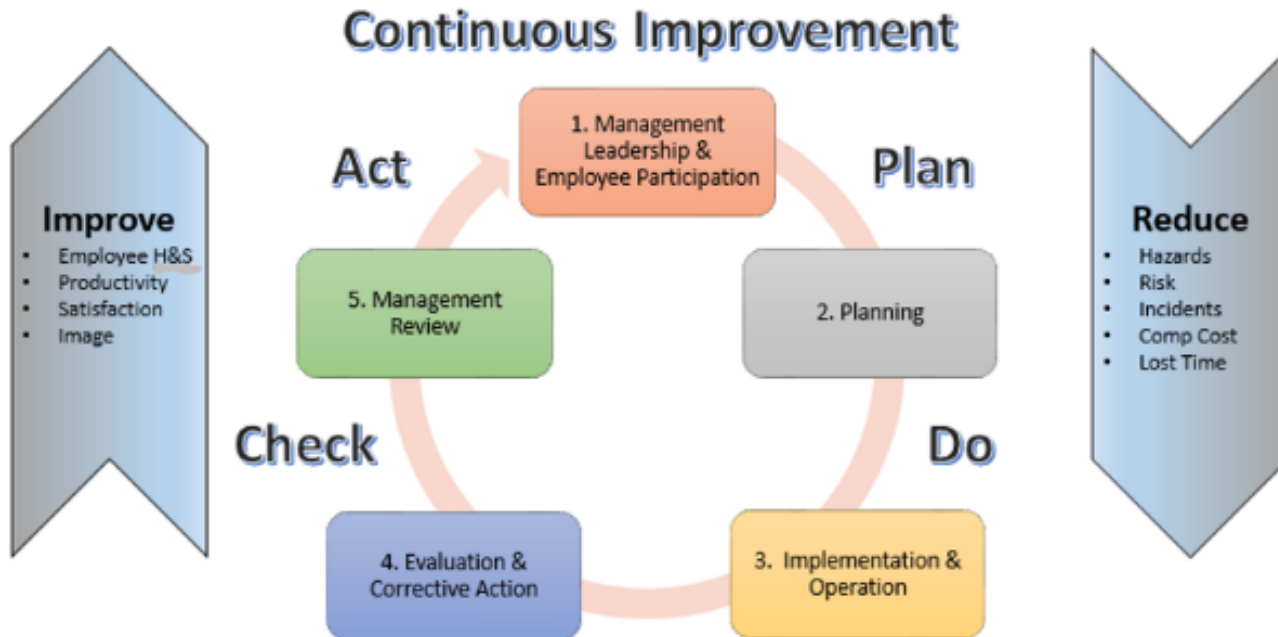 Continuous Improvement
1. Management
Leadership &
Employee Participation
Act
Plan
Improve
• Employee H&S
• Productivity
• Satisfaction
• Image
Reduce
• Hazards
• Risk
• Incidents
• Comp Cost
• Lost Time
5. Management
Review
2. Planning
Check
Do
4. Evaluation &
Corrective Action
3. Implementation &
Operation